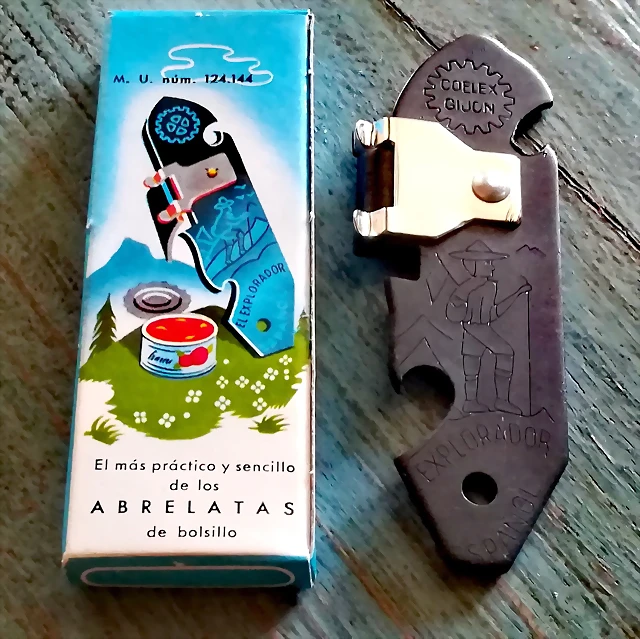 M. U. núm. 124.144
EL EXPLORADOR
El más práctico y sencillo
de los
ABRELATAS
de bolsillo
COELEX
GIJON
EXPLORADOR